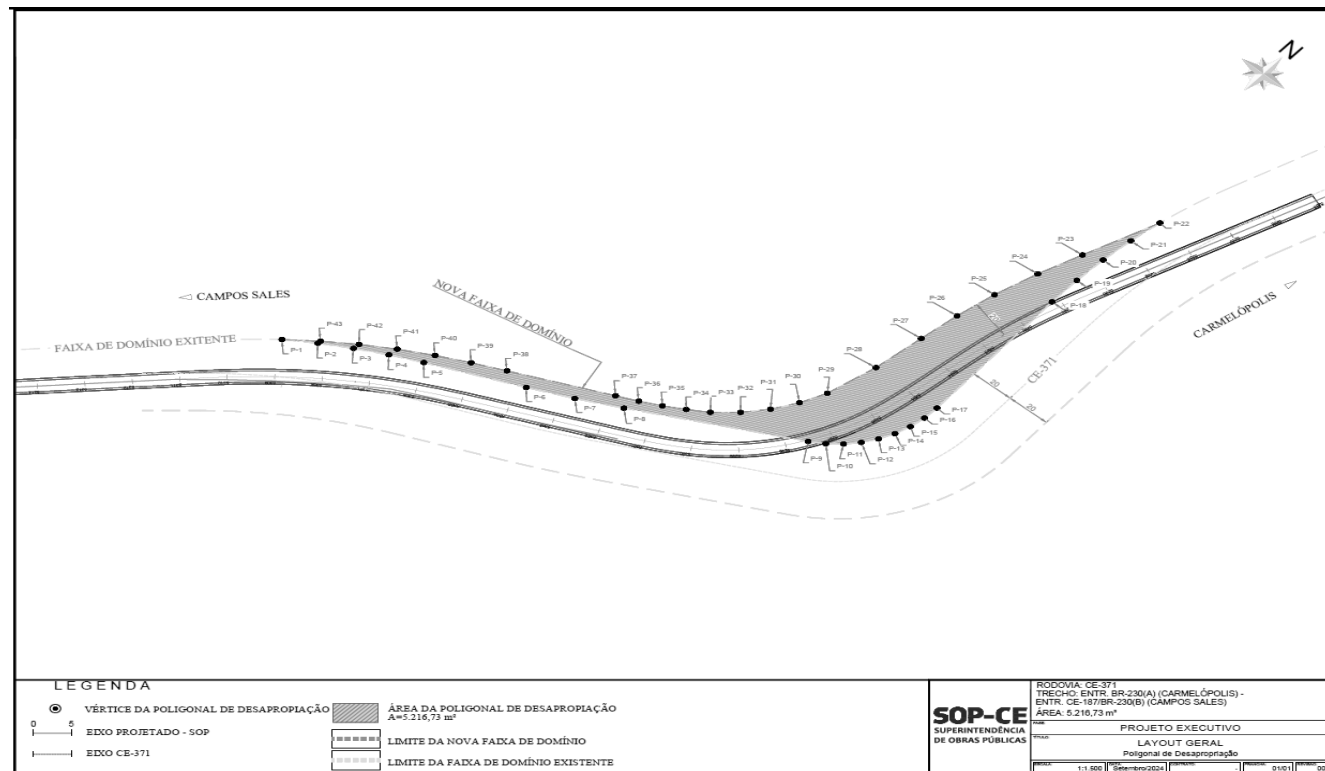 N
CAMPOS SALES
NOVA FAIXA DE DOMÍNIO
FAIXA DE DOMÍNIO EXITENTE
CARMELÓPOLIS
CE-371
20
20
20
P-1
P-2
P-3
P-4
P-5
P-6
P-7
P-8
P-9
P-10
P-11
P-12
P-13
P-14
P-15
P-16
P-17
P-18
P-19
P-20
P-21
P-22
P-23
P-24
P-25
P-26
P-27
P-28
P-29
P-30
P-31
P-32
P-33
P-34
P-35
P-36
P-37
P-38
P-39
P-40
P-41
P-42
P-43
LEGENDA
VÉRTICE DA POLIGONAL DE DESAPROPIAÇÃO
0 5
EIXO PROJETADO - SOP
EIXO CE-371
ÁREA DA POLIGONAL DE DESAPROPIAÇÃO
A=5.216,73 m²
LIMITE DA NOVA FAIXA DE DOMÍNIO
LIMITE DA FAIXA DE DOMÍNIO EXISTENTE
SOP-CE
SUPERINTENDÊNCIA
DE OBRAS PÚBLICAS
RODOVIA: CE-371
TRECHO: ENTR. BR-230(A) (CARMELÓPOLIS) -
ENTR. CE-187/BR-230(B) (CAMPOS SALES)
ÁREA: 5.216,73 m²
PROJETO EXECUTIVO
LAYOUT GERAL
Poligonal de Desapropriação
1:1.500
Setembro/2024
01/01
00